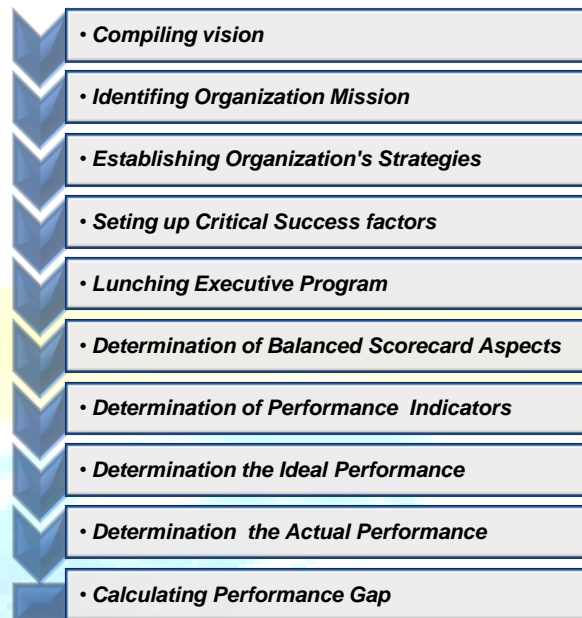 • Compiling vision
• Identifing Organization Mission
• Establishing Organization's Strategies
• Seting up Critical Success factors
• Lunching Executive Program
• Determination of Balanced Scorecard Aspects
• Determination of Performance Indicators
• Determination the Ideal Performance
• Determination the Actual Performance
• Calculating Performance Gap